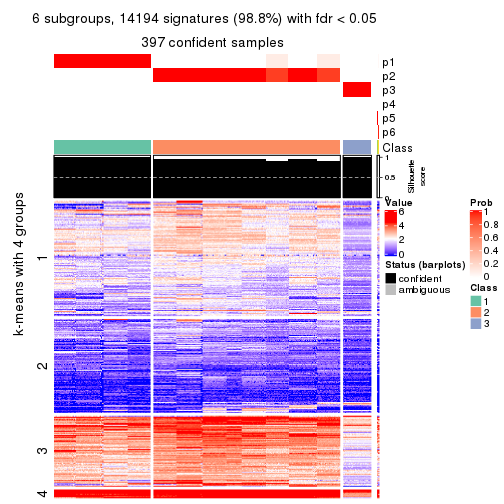 6 subgroups, 14194 signatures (98.8%) with fdr < 0.05
397 confident samples
p1
p2
p3
p4
p5
p6
Class
1
0.5
0
Silhouette
score
k-means with 4 groups
1
2
3
4
Value
6
4
2
0
Status (barplots)
confident
ambiguous
Prob
1
0.8
0.6
0.4
0.2
0
Class
1
2
3